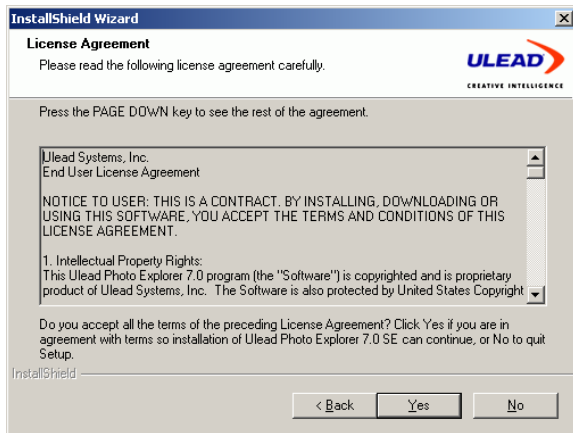 InstallShield Wizard
License Agreement
Please read the following license agreement carefully.
ULEAD
CREATIVE INTELLIGENCE
Press the PAGE DOWN key to see the rest of the agreement.
Ulead Systems, Inc.
End User License Agreement
NOTICE TO USER: THIS IS A CONTRACT. BY INSTALLING, DOWNLOADING OR
USING THIS SOFTWARE, YOU ACCEPT THE TERMS AND CONDITIONS OF THIS
LICENSE AGREEMENT.
1. Intellectual Property Rights:
This Ulead Photo Explorer 7.0 program (the "Software") is copyrighted and is proprietary
product of Ulead Systems, Inc. The Software is also protected by United States Copyright
Do you accept all the terms of the preceding License Agreement? Click Yes if you are in
agreement with terms so installation of Ulead Photo Explorer 7.0 SE can continue, or No to quit
Setup.
InstallShield
< Back
Yes
No